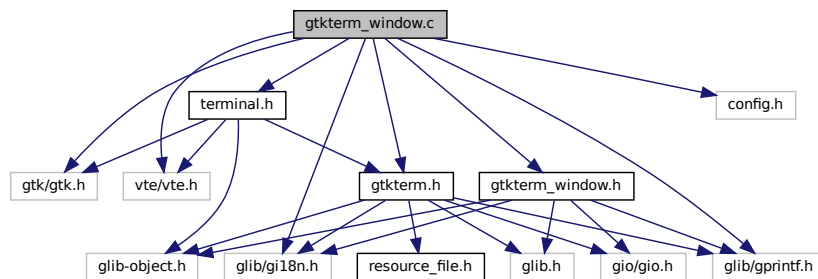 gtkterm_window.c
terminal.h
config.h
gtk/gtk.h
vte/vte.h
gtkterm.h
gtkterm_window.h
glib-object.h
glib/gi18n.h
resource_file.h
glib.h
gio/gio.h
glib/gprintf.h